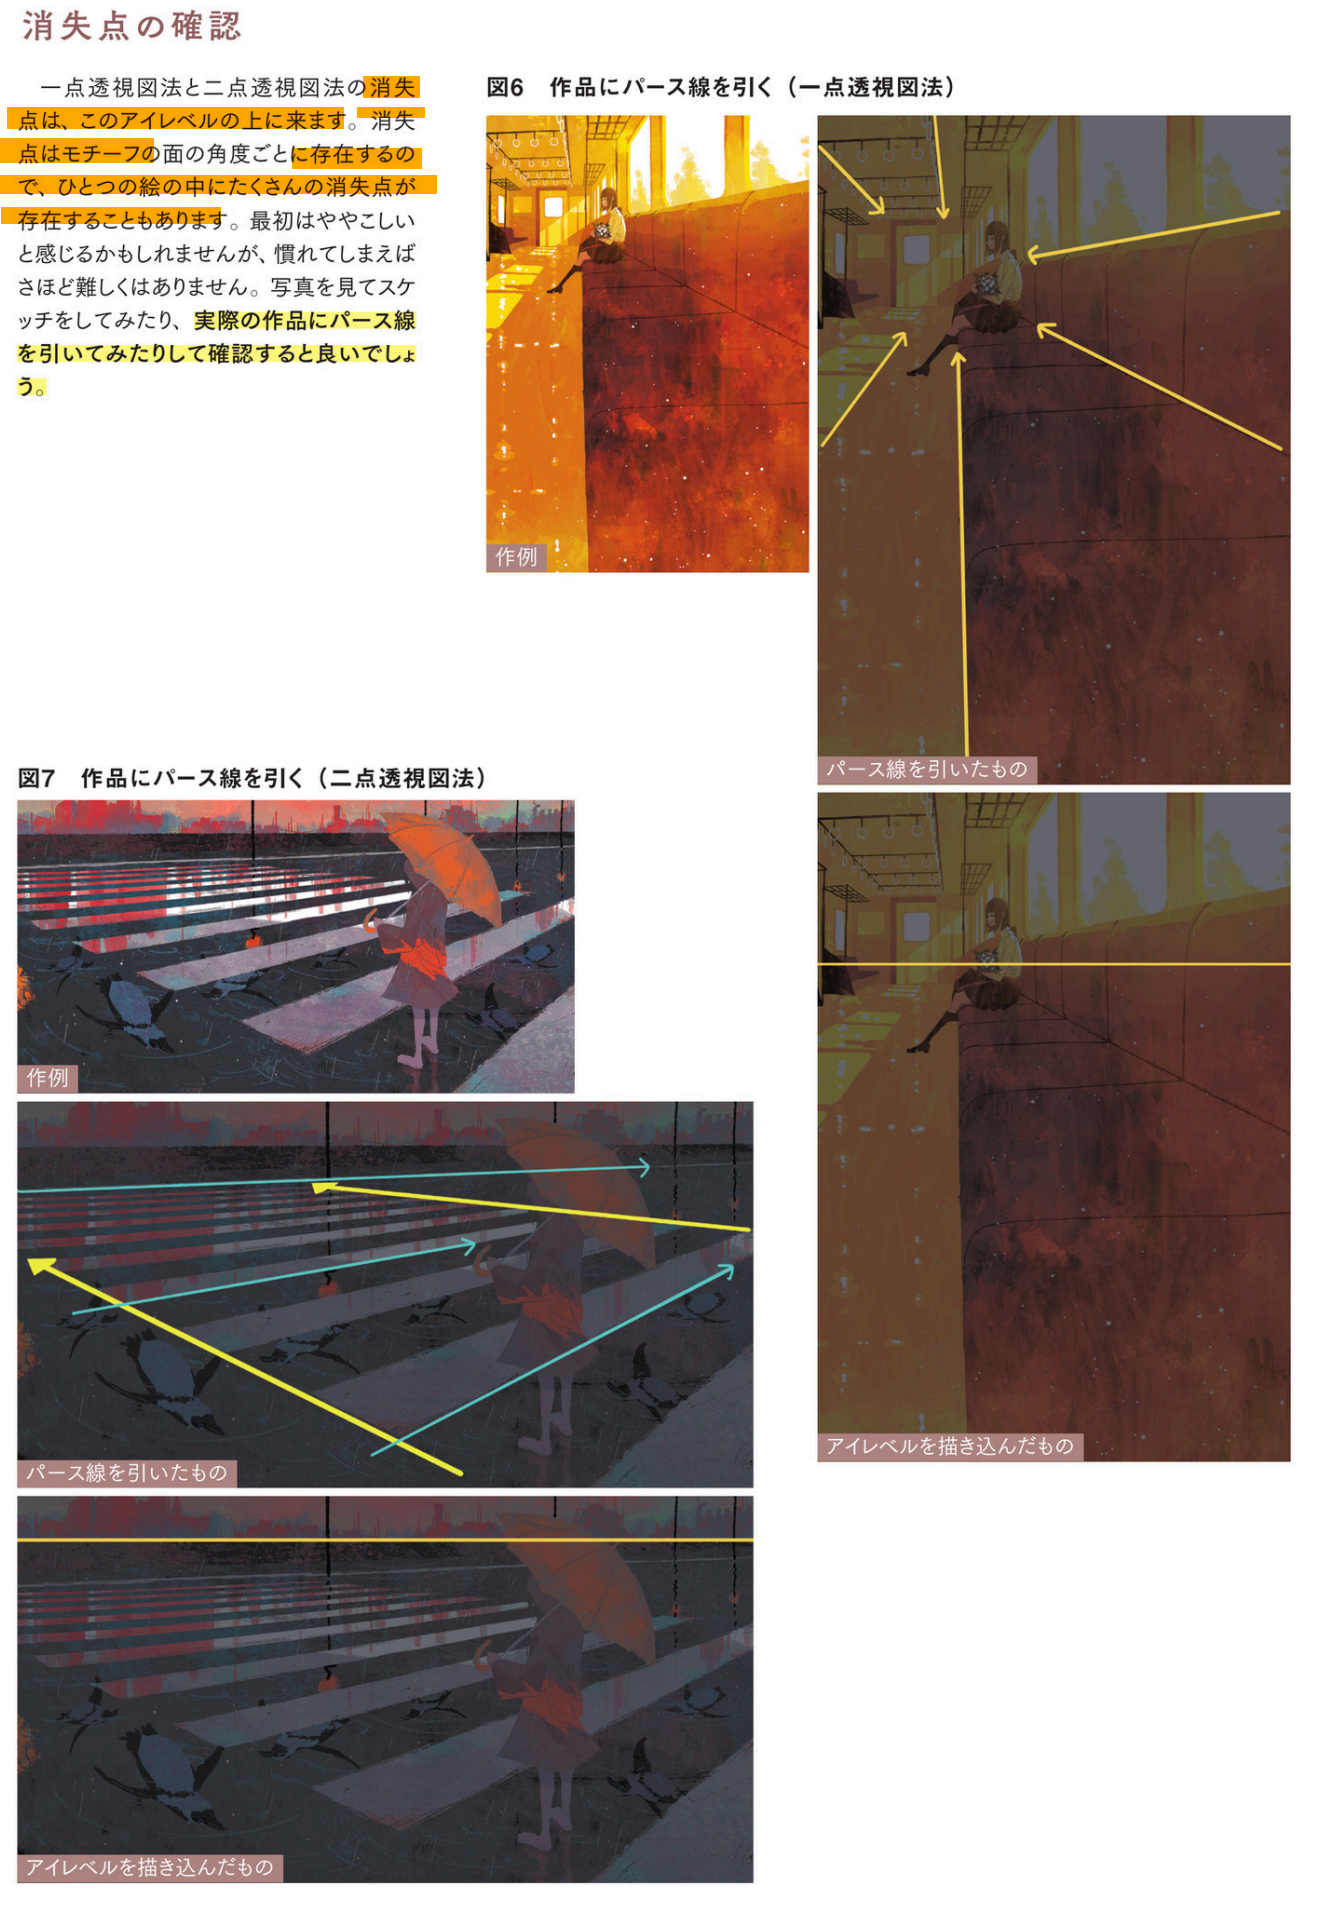 消失点の確認
一点透視図法と二点透視図法の消失
点は、このアイレベルの上に来ます。消失
点はモチーフの面の角度ごとに存在するの
で、ひとつの絵の中にたくさんの消失点が
存在することもあります。最初はややこしい
と感じるかもしれませんが、慣れてしまえば
さほど難しくはありません。写真を見てスケ
ッチをしてみたり、実際の作品にパース線
を引いてみたりして確認すると良いでしょ
う。
図6　作品にパース線を引く（一点透視図法）
作例
パース線を引いたもの
アイレベルを描き込んだもの
図7　作品にパース線を引く（二点透視図法）
作例
パース線を引いたもの
アイレベルを描き込んだもの